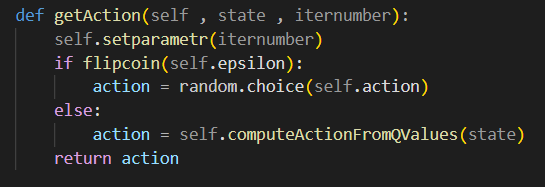 def getAction(self , state , iternumber):
    self.setparametr(iternumber)
    if flipcoin(self.epsilon):
        action = random.choice(self.action)
    else:
        action = self.computeActionFromQValues(state)
    return action